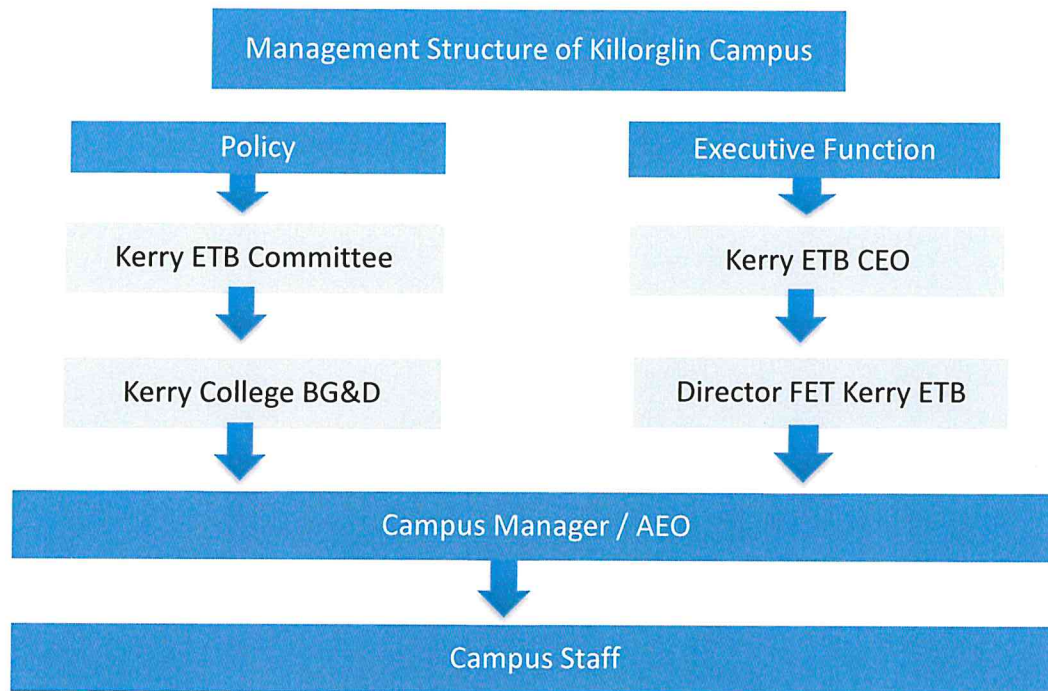 Management Structure of Killorglin Campus
Policy
Executive Function
Kerry ETB Committee
Kerry ETB CEO
Kerry College BG&D
Director FET Kerry ETB
Campus Manager / AEO
Campus Staff